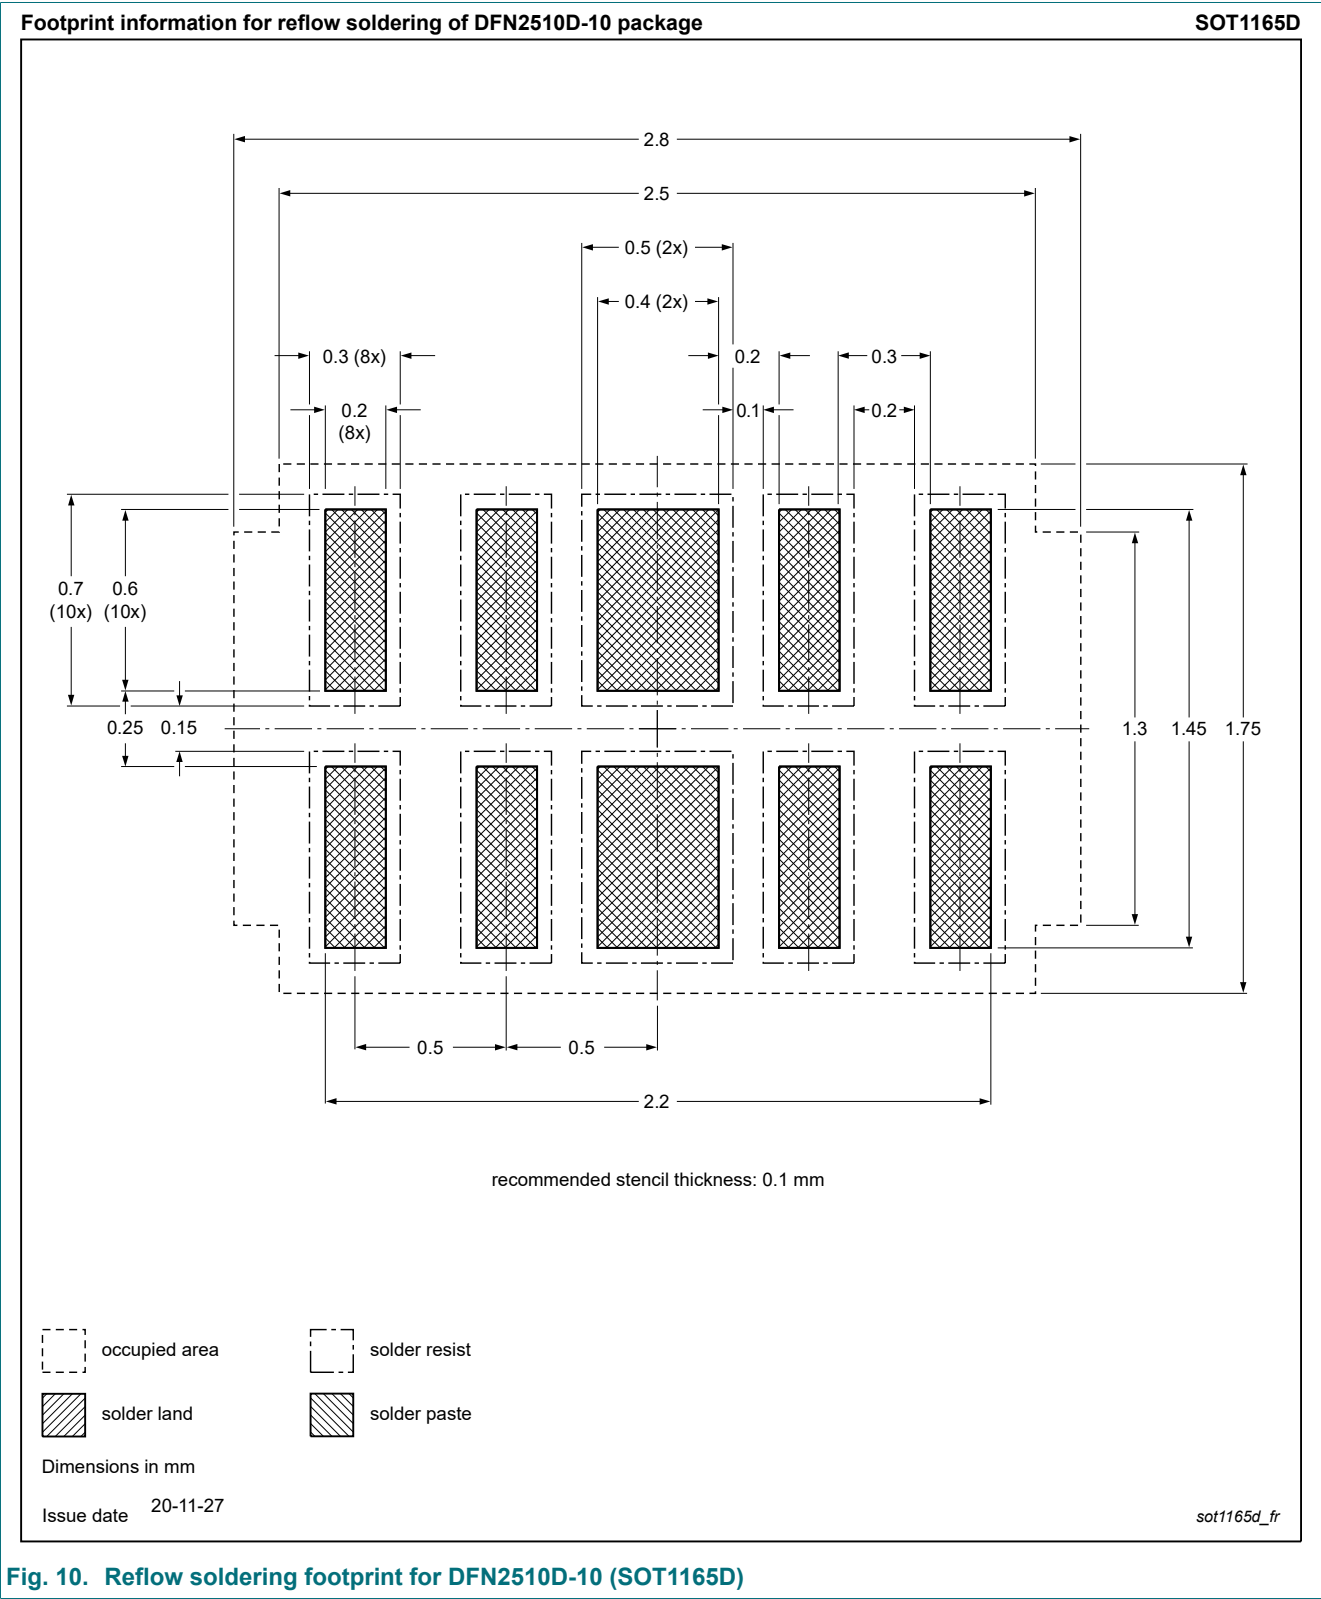 Footprint information for reflow soldering of DFN2510D-10 package SOT1165D
2.8
2.5
0.5 (2x)
0.4 (2x)
0.3 (8x) 0.2 0.3
0.2 0.1 0.2
(8x)
0.7 0.6
(10x) (10x)
0.25 0.15 1.3 1.45 1.75
0.5 0.5
2.2
recommended stencil thickness: 0.1 mm
occupied area solder resist
solder land solder paste
Dimensions in mm
Issue date 20-11-27 sot1165d_fr
Fig. 10. Reflow soldering footprint for DFN2510D-10 (SOT1165D)